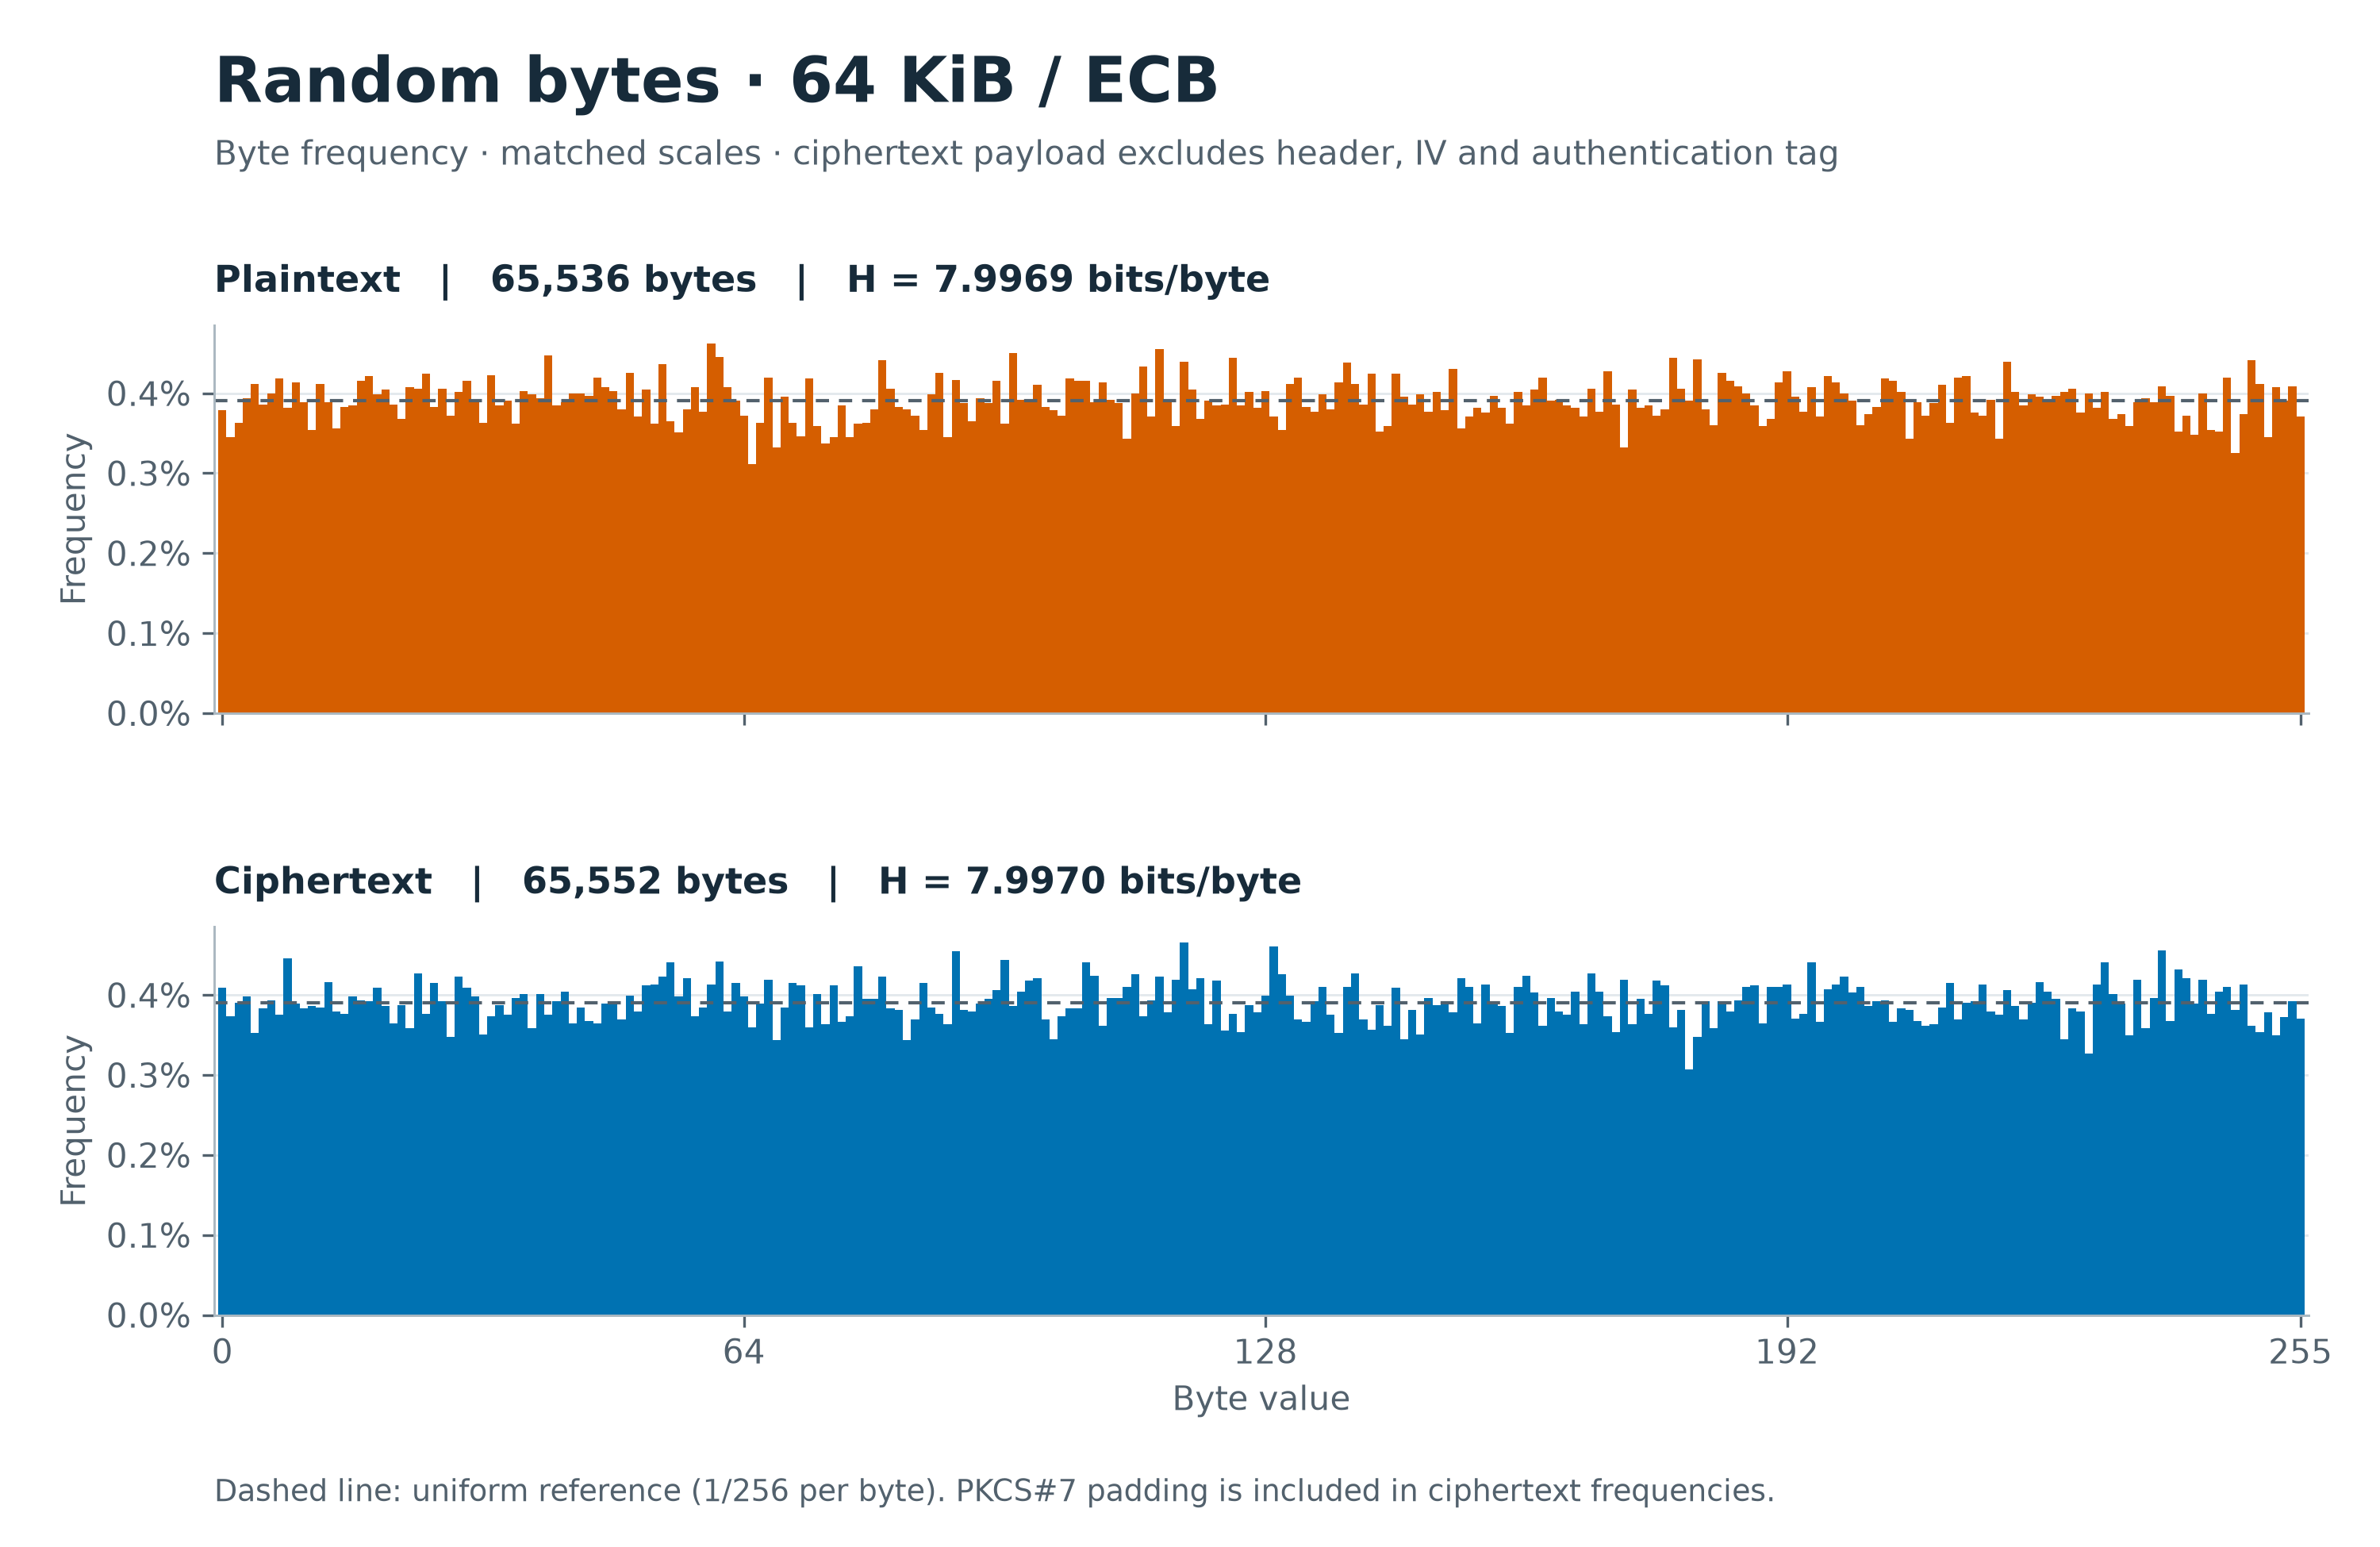 Random bytes · 64 KiB / ECB
Byte frequency · matched scales · ciphertext payload excludes header, IV and authentication tag
Plaintext | 65,536 bytes | H = 7.9969 bits/byte
Frequency
0.4%
0.3%
0.2%
0.1%
0.0%
Ciphertext | 65,552 bytes | H = 7.9970 bits/byte
Frequency
0.4%
0.3%
0.2%
0.1%
0.0%
0 64 128 192 255
Byte value
Dashed line: uniform reference (1/256 per byte). PKCS#7 padding is included in ciphertext frequencies.